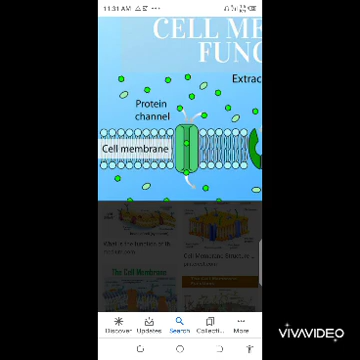 11:31 AM
CELL ME
FUNC
Extrac
Protein
channel
Cell membrane
The Cell Membrane
Discover Updates Search Collecti... More
VIVAVIDEO